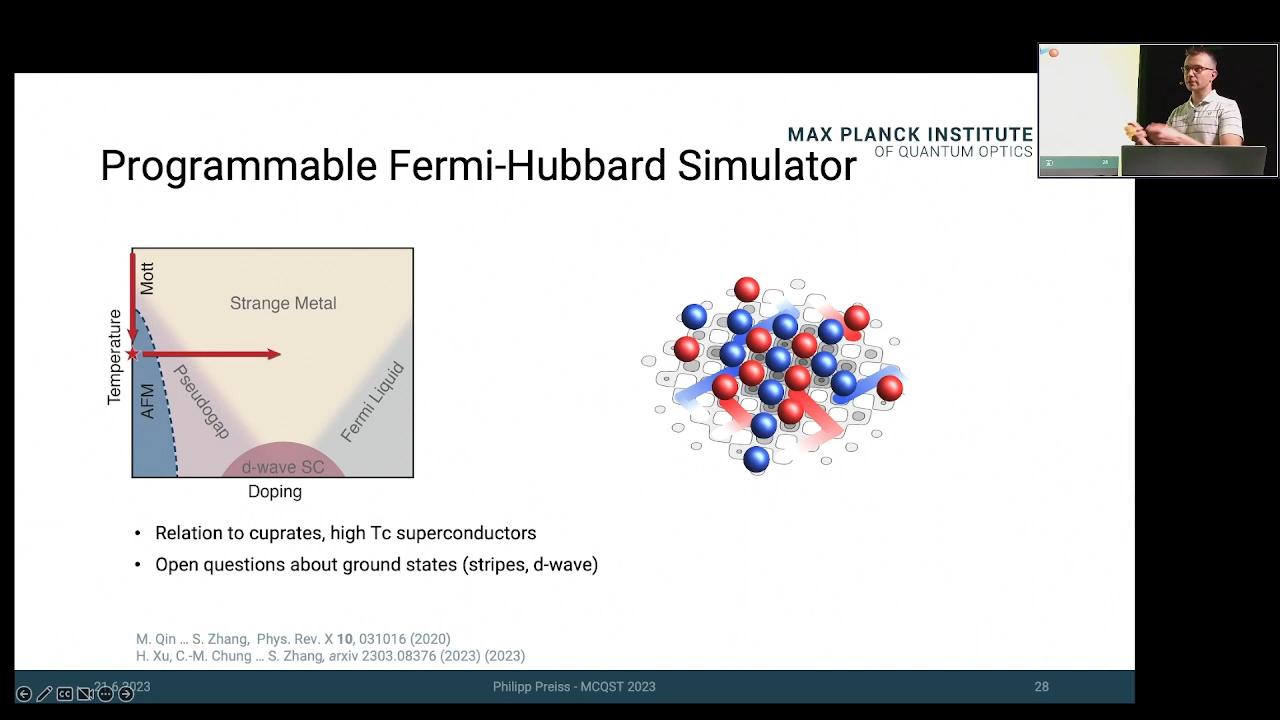 MAX PLANCK INSTITUTE
OF QUANTUM OPTICS
Programmable Fermi-Hubbard Simulator
Temperature
Mott
AFM
Strange Metal
Pseudogap
Fermi Liquid
d-wave SC
Doping
• Relation to cuprates, high Tc superconductors
• Open questions about ground states (stripes, d-wave)
M. Qin ... S. Zhang, Phys. Rev. X 10, 031016 (2020)
H. Xu, C.-M. Chung ... S. Zhang, arxiv 2303.08376 (2023) (2023)
21.6.2023
Philipp Preiss - MCQST 2023
28
CC
28